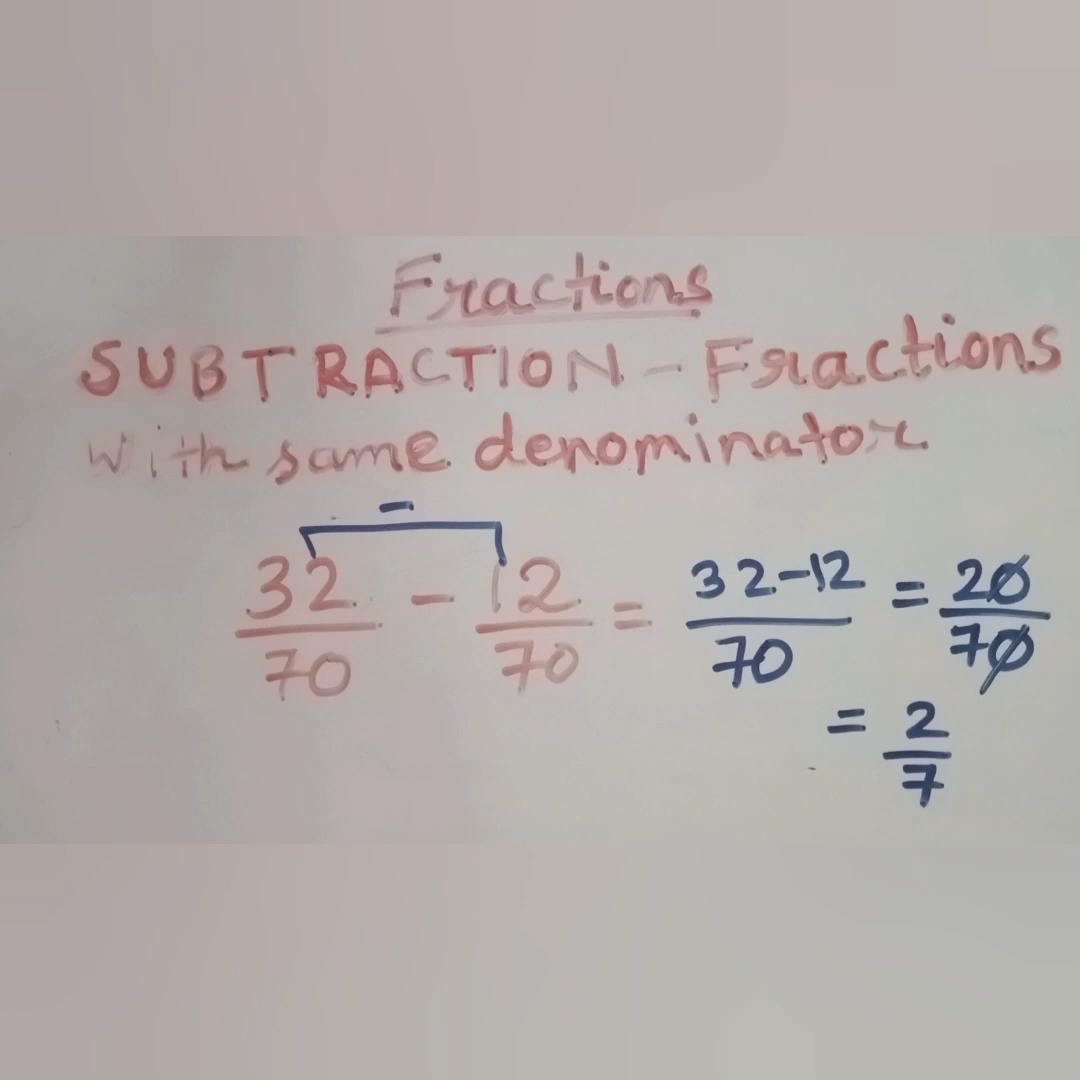 Fractions
SUBTRACTION - Fractions
with same denominator.
32/70 - 12/70 = 32-12/70 = 20/70
= 2/7